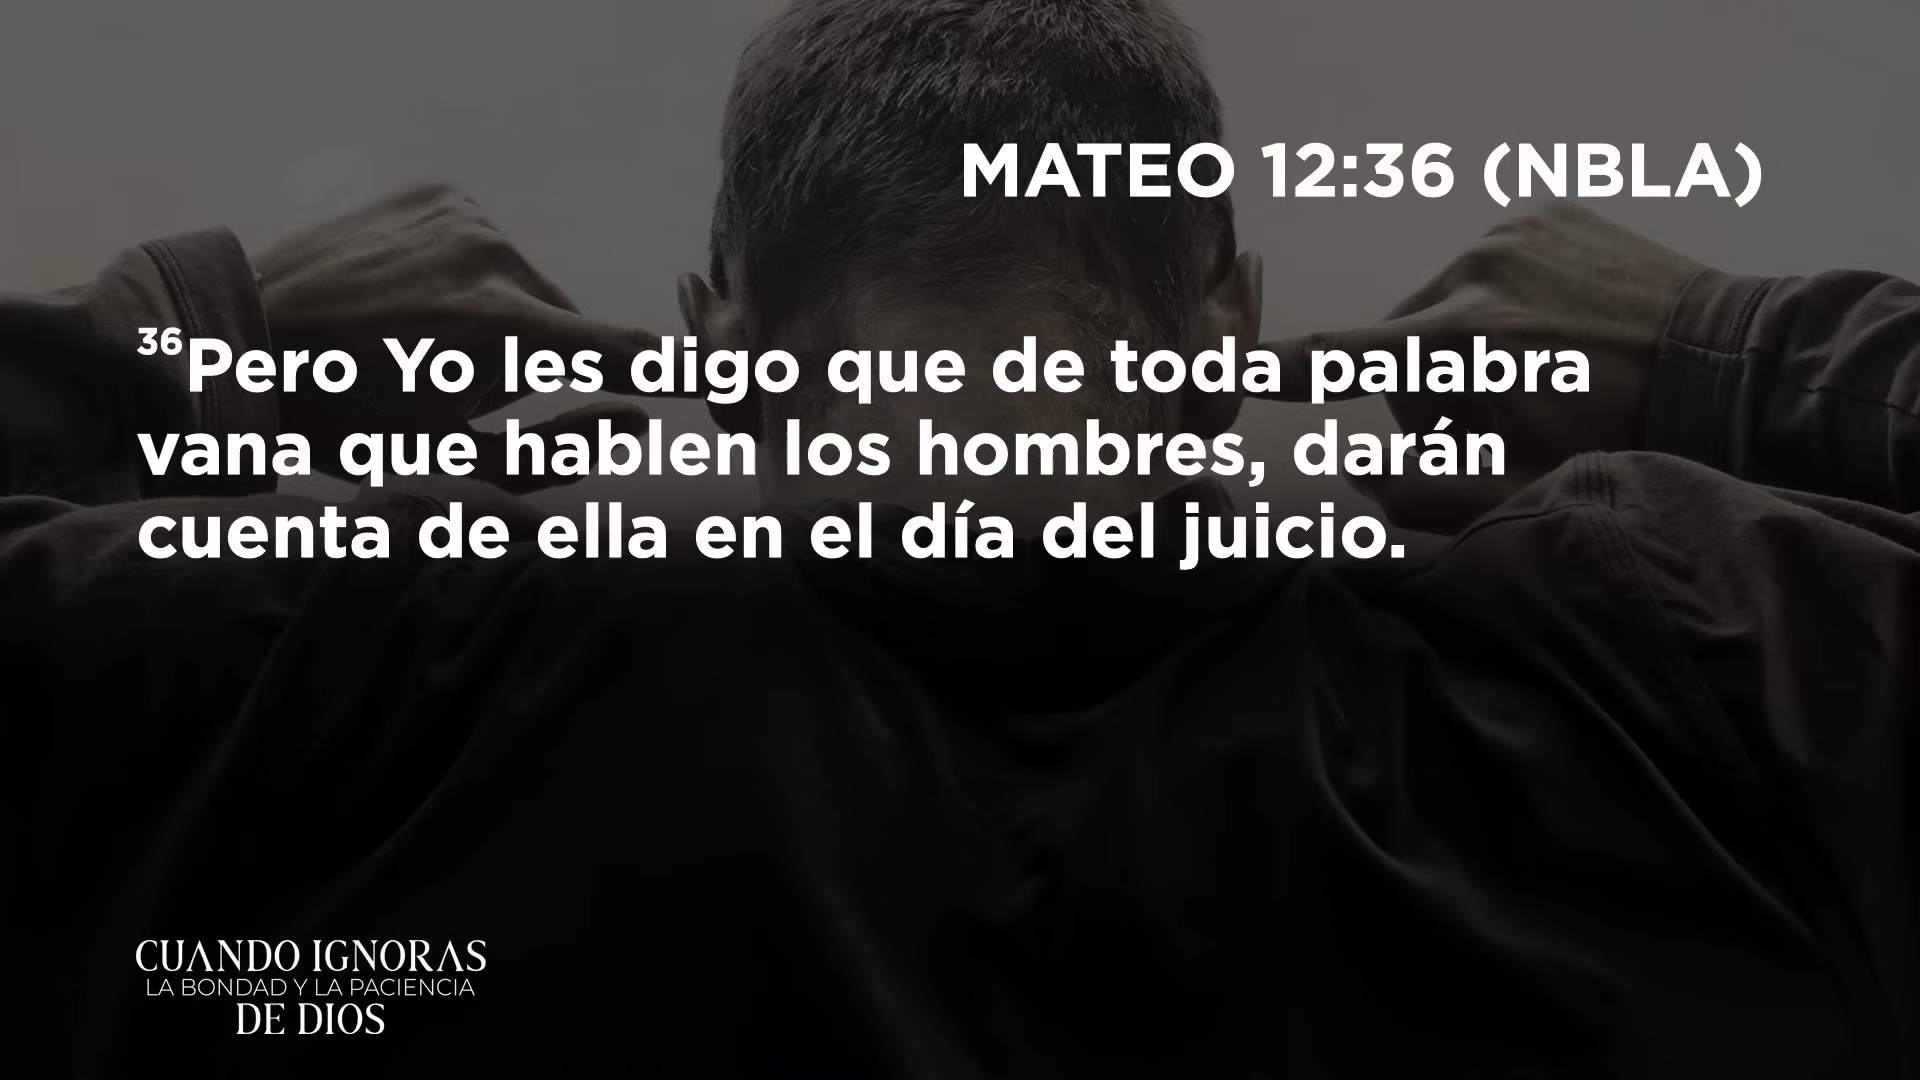 MATEO 12:36 (NBLA)
³⁶Pero Yo les digo que de toda palabra
vana que hablen los hombres, darán
cuenta de ella en el día del juicio.
CUANDO IGNORAS
LA BONDAD Y LA PACIENCIA
DE DIOS